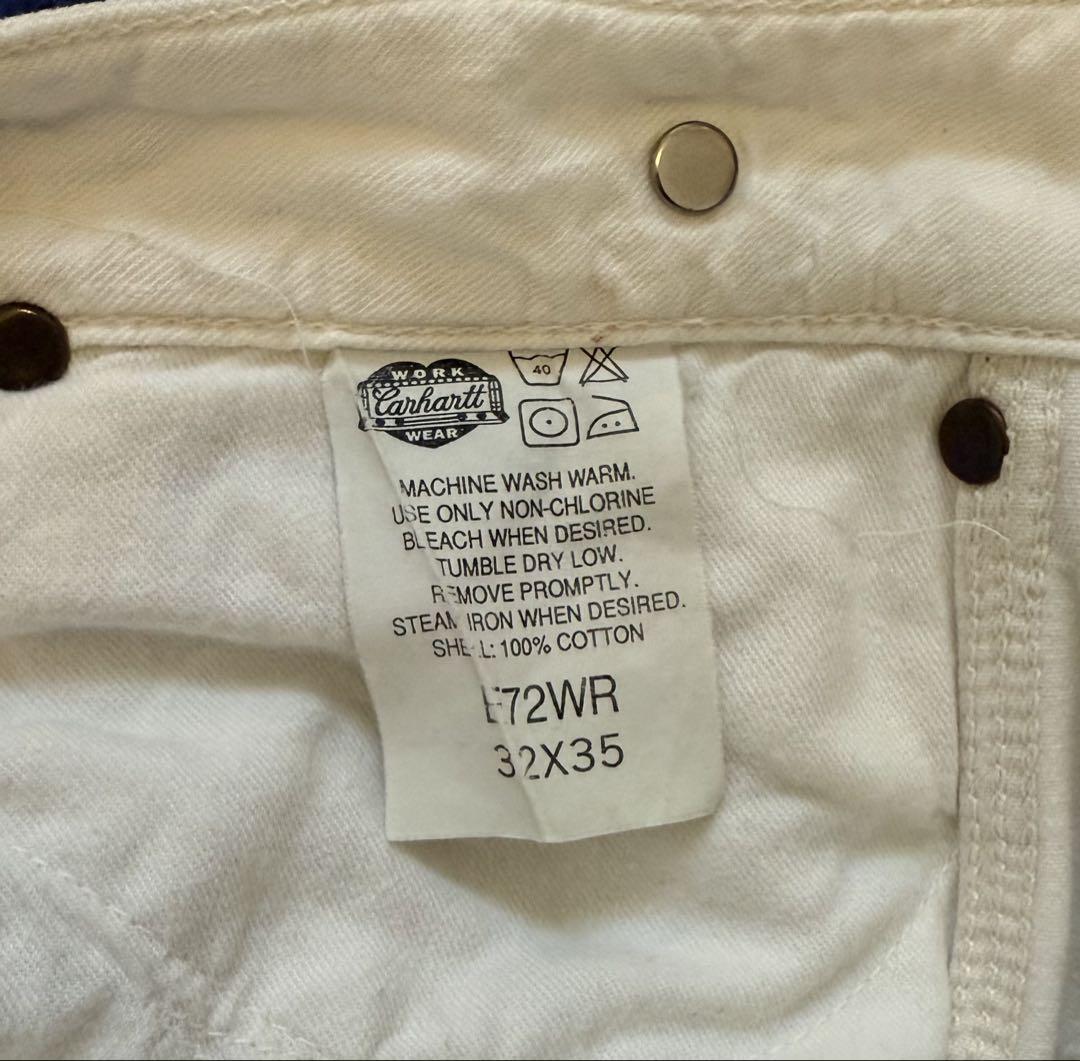 WORK
Carhartt
WEAR
40
MACHINE WASH WARM.
USE ONLY NON-CHLORINE
BLEACH WHEN DESIRED.
TUMBLE DRY LOW.
REMOVE PROMPTLY.
STEAM IRON WHEN DESIRED.
SHELL: 100% COTTON
E72WR
32X35